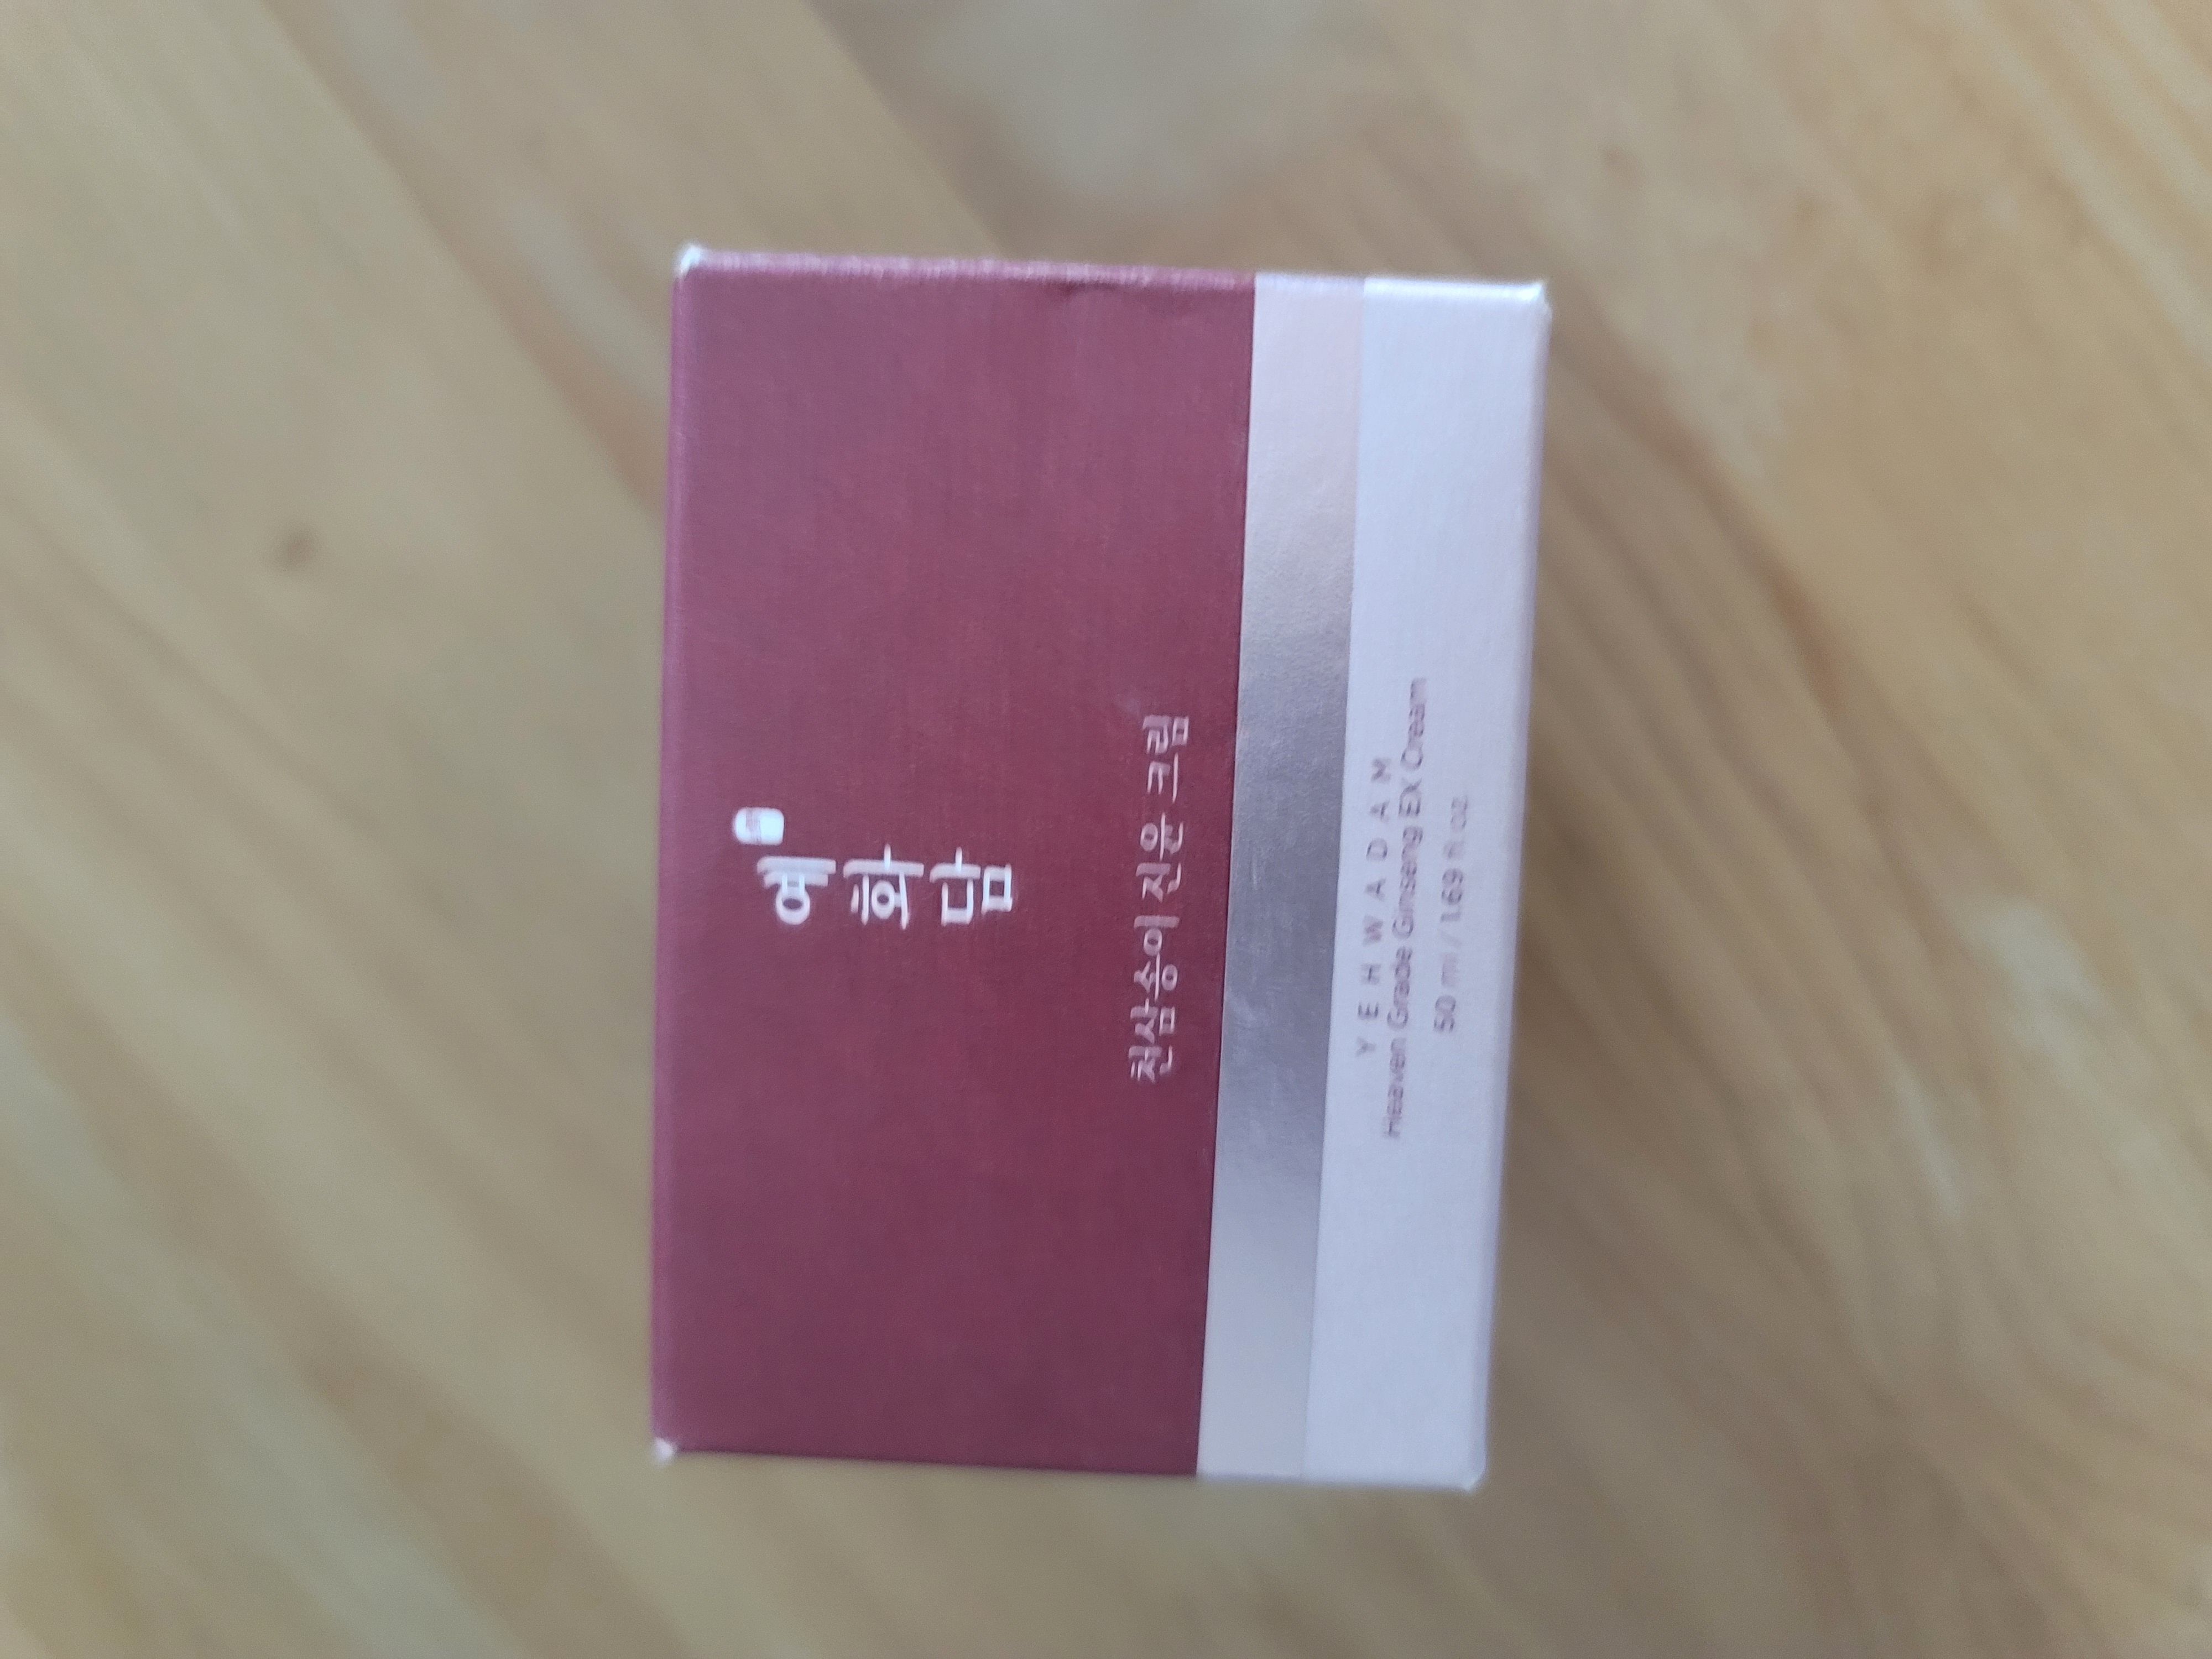 예화담
천삼송이 진윤 크림
YEHWADAM
Heaven Grade Ginseng EX Cream
50 ml / 1.69 fl.oz.